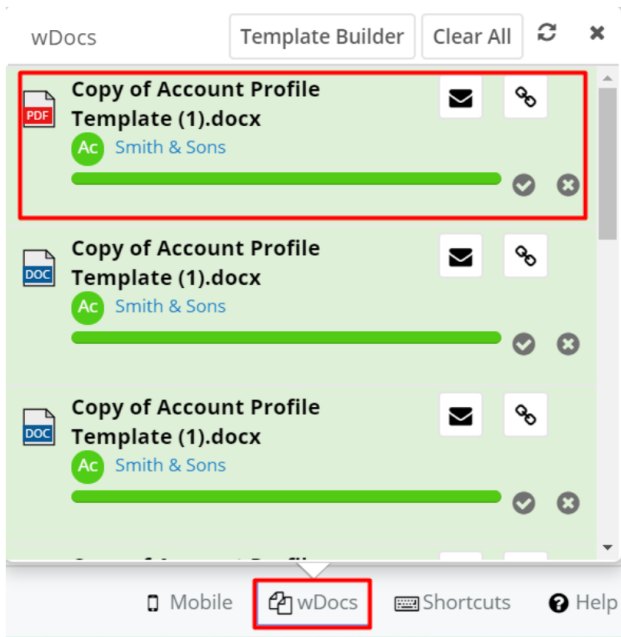 wDocs Template Builder Clear All
Copy of Account Profile
Template (1).docx
PDF
Ac Smith & Sons
Copy of Account Profile
Template (1).docx
DOC
Ac Smith & Sons
Copy of Account Profile
Template (1).docx
DOC
Ac Smith & Sons
Mobile wDocs Shortcuts Help